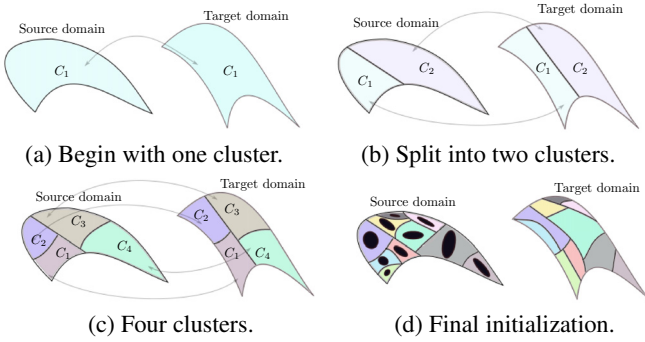 Source domain
Target domain
C1
C1
(a) Begin with one cluster.
Source domain
Target domain
C1
C2
C1
C2
(b) Split into two clusters.
Source domain
Target domain
C2
C3
C1
C4
C2
C3
C1
C4
(c) Four clusters.
Source domain
Target domain
(d) Final initialization.